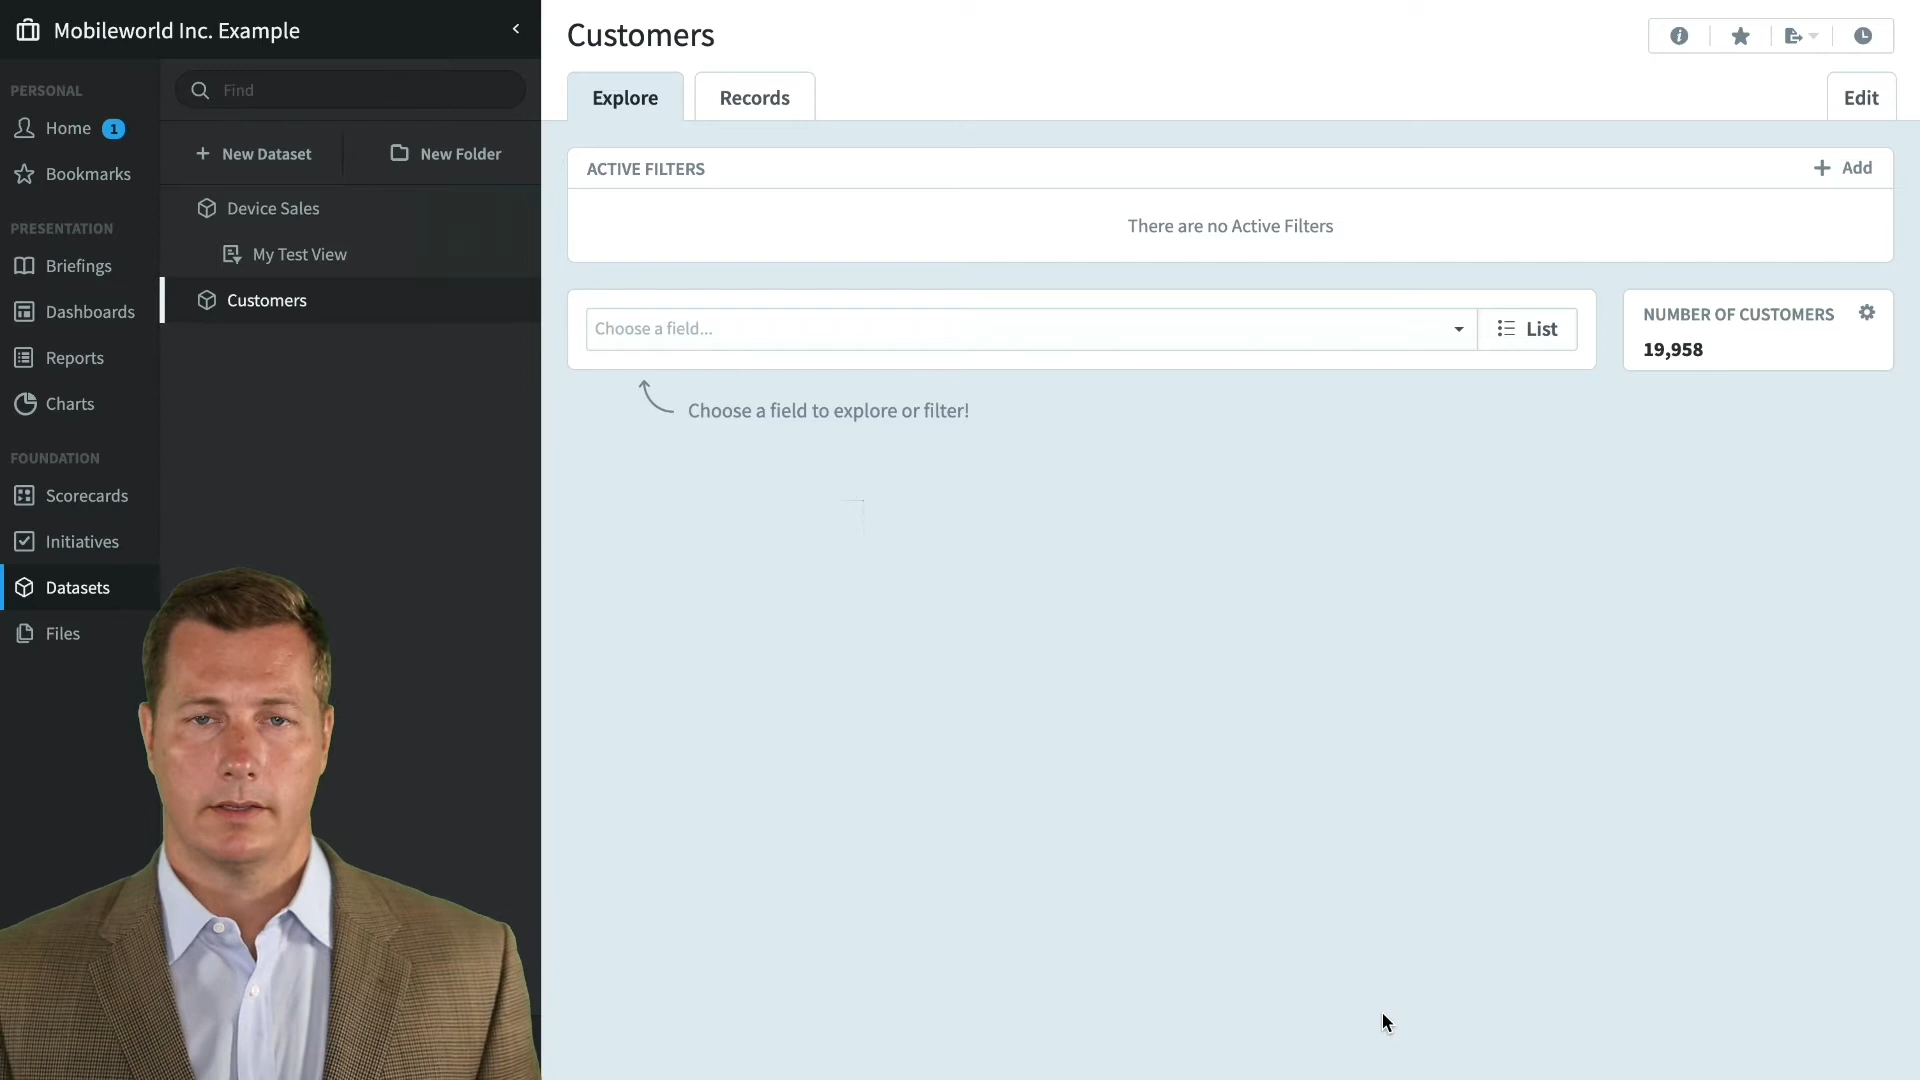 Mobileworld Inc. Example
PERSONAL
Home 1
Bookmarks
PRESENTATION
Briefings
Dashboards
Reports
Charts
FOUNDATION
Scorecards
Initiatives
Datasets
Files
Find
New Dataset
New Folder
Device Sales
My Test View
Customers
Customers
Explore
Records
Edit
ACTIVE FILTERS
Add
There are no Active Filters
Choose a field...
List
NUMBER OF CUSTOMERS
19,958
Choose a field to explore or filter!